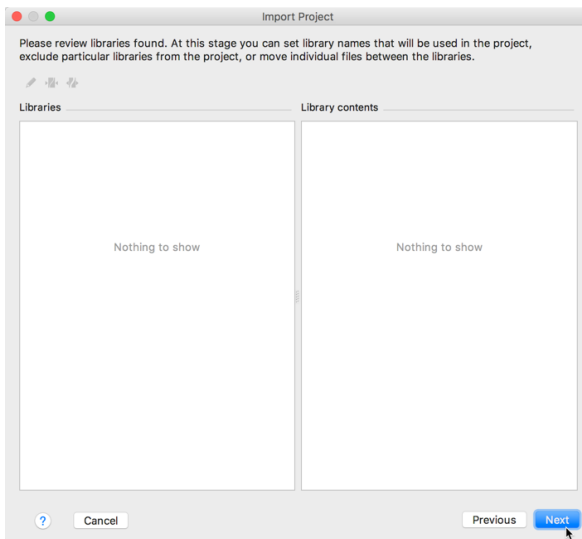 Import Project
Please review libraries found. At this stage you can set library names that will be used in the project,
exclude particular libraries from the project, or move individual files between the libraries.
Libraries
Library contents
Nothing to show
Nothing to show
?
Cancel
Previous
Next